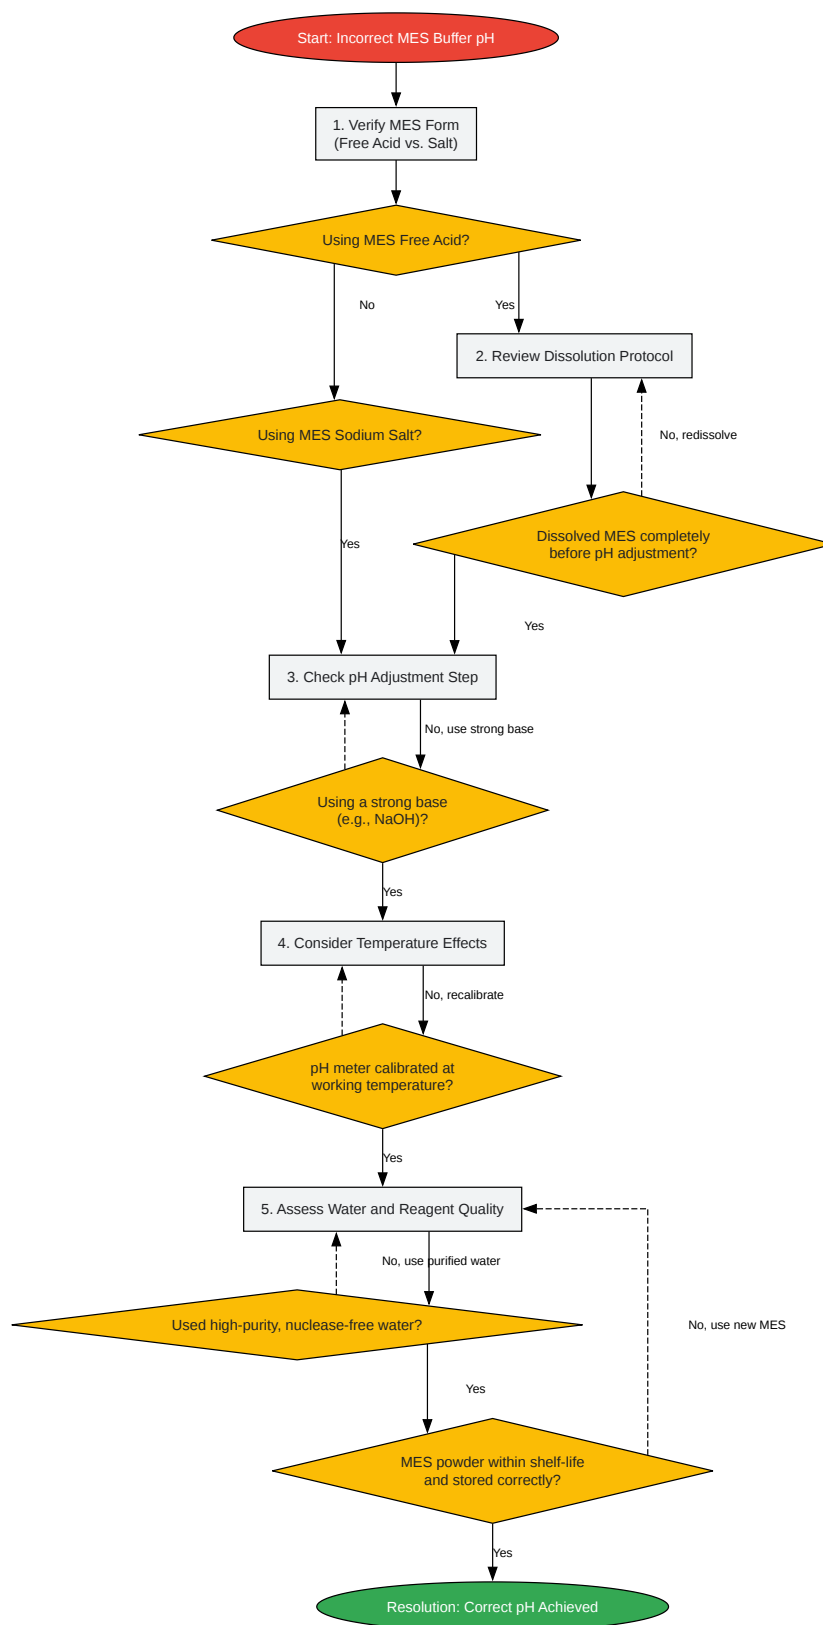 Start: Incorrect MES Buffer pH
1. Verify MES Form
(Free Acid vs. Salt)
Using MES Free Acid?
No
Yes
2. Review Dissolution Protocol
Using MES Sodium Salt?
No, redissolve
Yes
Dissolved MES completely
before pH adjustment?
Yes
3. Check pH Adjustment Step
No, use strong base
Using a strong base
(e.g., NaOH)?
Yes
4. Consider Temperature Effects
No, recalibrate
pH meter calibrated at
working temperature?
Yes
5. Assess Water and Reagent Quality
No, use purified water
Used high-purity, nuclease-free water?
No, use new MES
Yes
MES powder within shelf-life
and stored correctly?
Yes
Resolution: Correct pH Achieved